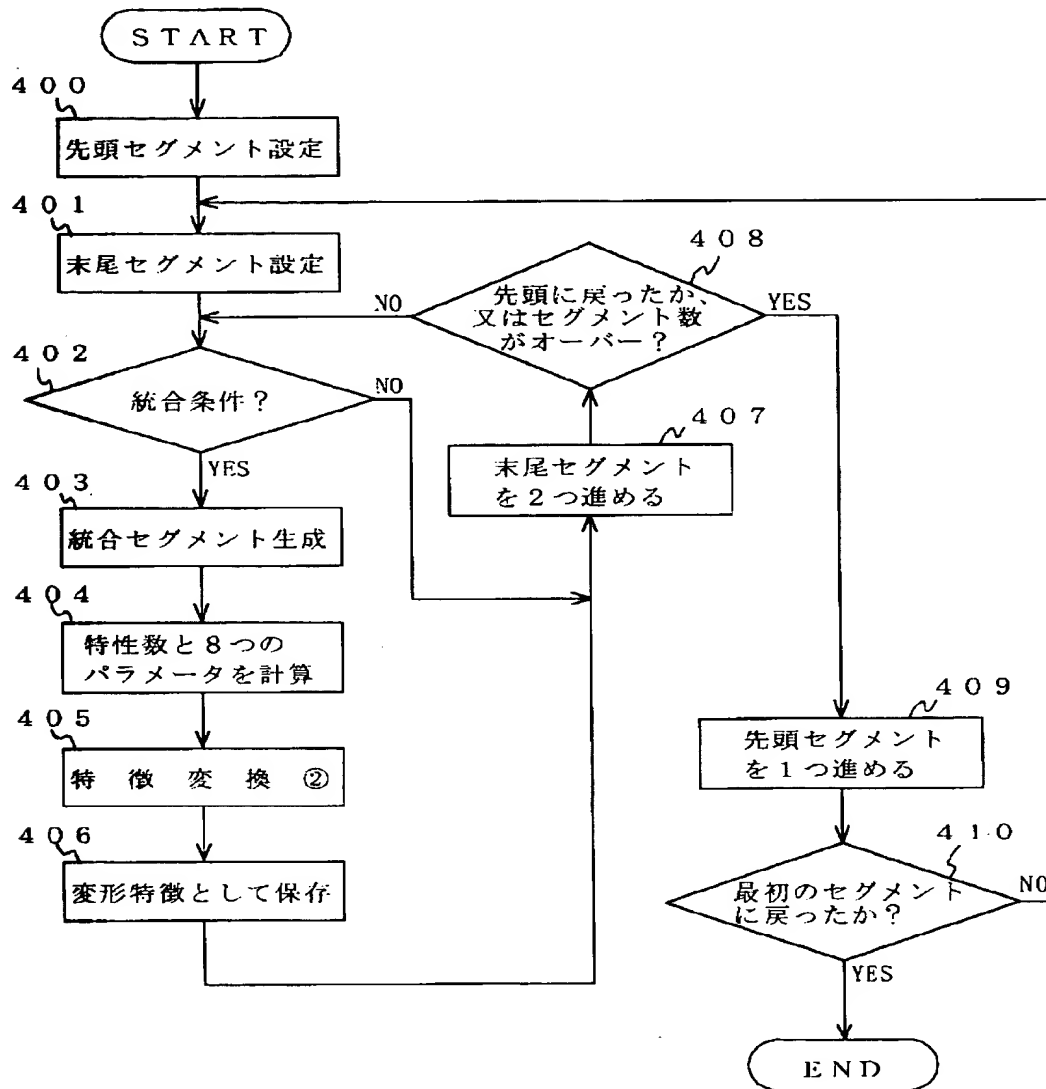 START
400
先頭セグメント設定
401
末尾セグメント設定
402
統合条件?
NO
YES
403
統合セグメント生成
404
特性数と8つの
パラメータを計算
405
特徴変換②
406
変形特徴として保存
407
末尾セグメント
を2つ進める
408
先頭に戻ったか、
又はセグメント数
がオーバー?
NO
YES
409
先頭セグメント
を1つ進める
410
最初のセグメント
に戻ったか?
NO
YES
END